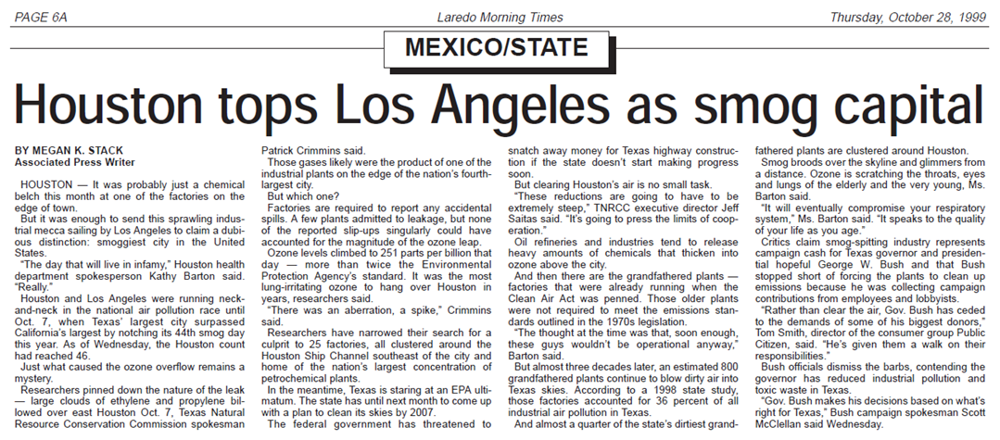 PAGE 6A
Laredo Morning Times
Thursday, October 28, 1999
MEXICO/STATE
Houston tops Los Angeles as smog capital
BY MEGAN K. STACK
Associated Press Writer
HOUSTON — It was probably just a chemical
belch this month at one of the factories on the
edge of town.
But it was enough to send this sprawling indus-
trial mecca sailing by Los Angeles to claim a dubi-
ous distinction: smoggiest city in the United
States.
“The day that will live in infamy,” Houston health
department spokesperson Kathy Barton said.
“Really.”
Houston and Los Angeles were running neck-
and-neck in the national air pollution race until
Oct. 7, when Texas’ largest city surpassed
California’s largest by notching its 44th smog day
this year. As of Wednesday, the Houston count
had reached 46.
Just what caused the ozone overflow remains a
mystery.
Researchers pinned down the nature of the leak
— large clouds of ethylene and propylene bil-
lowed over east Houston Oct. 7, Texas Natural
Resource Conservation Commission spokesman
Patrick Crimmins said.
Those gases likely were the product of one of the
industrial plants on the edge of the nation’s fourth-
largest city.
But which one?
Factories are required to report any accidental
spills. A few plants admitted to leakage, but none
of the reported slip-ups singularly could have
accounted for the magnitude of the ozone leap.
Ozone levels climbed to 251 parts per billion that
day — more than twice the Environmental
Protection Agency’s standard. It was the most
lung-irritating ozone to hang over Houston in
years, researchers said.
“There was an aberration, a spike,” Crimmins
said.
Researchers have narrowed their search for a
culprit to 25 factories, all clustered around the
Houston Ship Channel southeast of the city and
home of the nation’s largest concentration of
petrochemical plants.
In the meantime, Texas is staring at an EPA ulti-
matum. The state has until next month to come up
with a plan to clean its skies by 2007.
The federal government has threatened to
snatch away money for Texas highway construc-
tion if the state doesn’t start making progress
soon.
But clearing Houston’s air is no small task.
“These reductions are going to have to be
extremely steep,” TNRCC executive director Jeff
Saitas said. “It’s going to press the limits of coop-
eration.”
Oil refineries and industries tend to release
heavy amounts of chemicals that thicken into
ozone above the city.
And then there are the grandfathered plants —
factories that were already running when the
Clean Air Act was penned. Those older plants
were not required to meet the emissions stan-
dards outlined in the 1970s legislation.
“The thought at the time was that, soon enough,
these guys wouldn’t be operational anyway,”
Barton said.
But almost three decades later, an estimated 800
grandfathered plants continue to blow dirty air into
Texas skies. According to a 1998 state study,
those factories accounted for 36 percent of all
industrial air pollution in Texas.
And almost a quarter of the state’s dirtiest grand-
fathered plants are clustered around Houston.
Smog broods over the skyline and glimmers from
a distance. Ozone is scratching the throats, eyes
and lungs of the elderly and the very young, Ms.
Barton said.
“It will eventually compromise your respiratory
system,” Ms. Barton said. “It speaks to the quality
of your life as you age.”
Critics claim smog-spitting industry represents
campaign cash for Texas governor and presiden-
tial hopeful George W. Bush and that Bush
stopped short of forcing the plants to clean up
emissions because he was collecting campaign
contributions from employees and lobbyists.
“Rather than clear the air, Gov. Bush has ceded
to the demands of some of his biggest donors,”
Tom Smith, director of the consumer group Public
Citizen, said. “He’s given them a walk on their
responsibilities.”
Bush officials dismiss the barbs, contending the
governor has reduced industrial pollution and
toxic waste in Texas.
“Gov. Bush makes his decisions based on what’s
right for Texas,” Bush campaign spokesman Scott
McClellan said Wednesday.